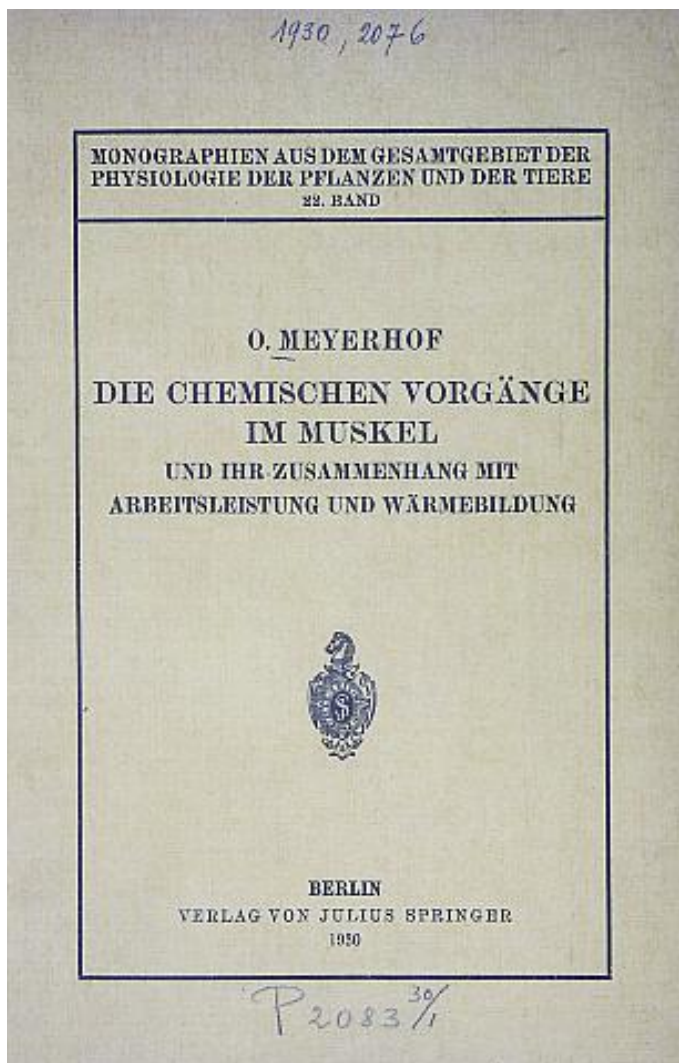 1930, 2076
MONOGRAPHIEN AUS DEM GESAMTGEBIET DER
PHYSIOLOGIE DER PFLANZEN UND DER TIERE
22. BAND
O. MEYERHOF
DIE CHEMISCHEN VORGÄNGE
IM MUSKEL
UND IHR ZUSAMMENHANG MIT
ARBEITSLEISTUNG UND WÄRMEBILDUNG
BERLIN
VERLAG VON JULIUS SPRINGER
1930
P 2083 30/1